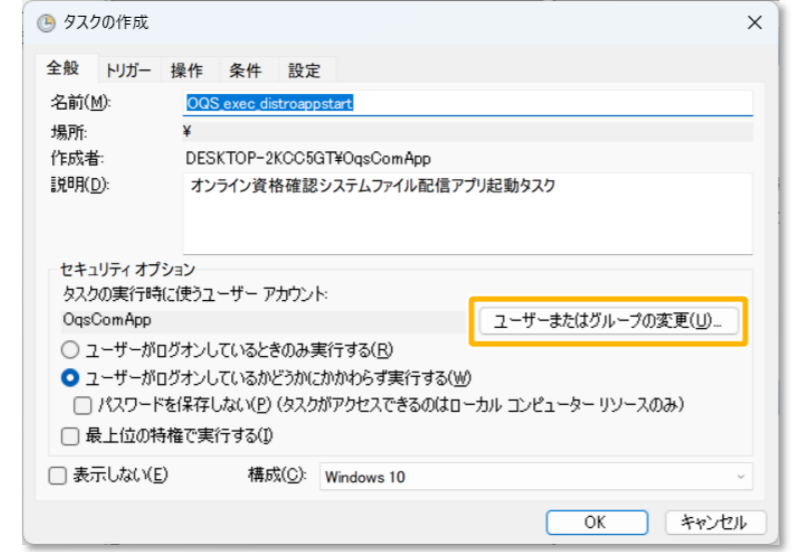 タスクの作成
全般 トリガー 操作 条件 設定
名前(M): OQS_exec_distroappstart
場所: ¥
作成者: DESKTOP-2KCC5GT¥OqsComApp
説明(D): オンライン資格確認システムファイル配信アプリ起動タスク
セキュリティ オプション
タスクの実行時に使うユーザー アカウント:
OqsComApp ユーザーまたはグループの変更(U)...
ユーザーがログオンしているときのみ実行する(R)
ユーザーがログオンしているかどうかにかかわらず実行する(W)
パスワードを保存しない(P) (タスクがアクセスできるのはローカル コンピューター リソースのみ)
最上位の特権で実行する(I)
表示しない(E) 構成(C): Windows 10
OK キャンセル